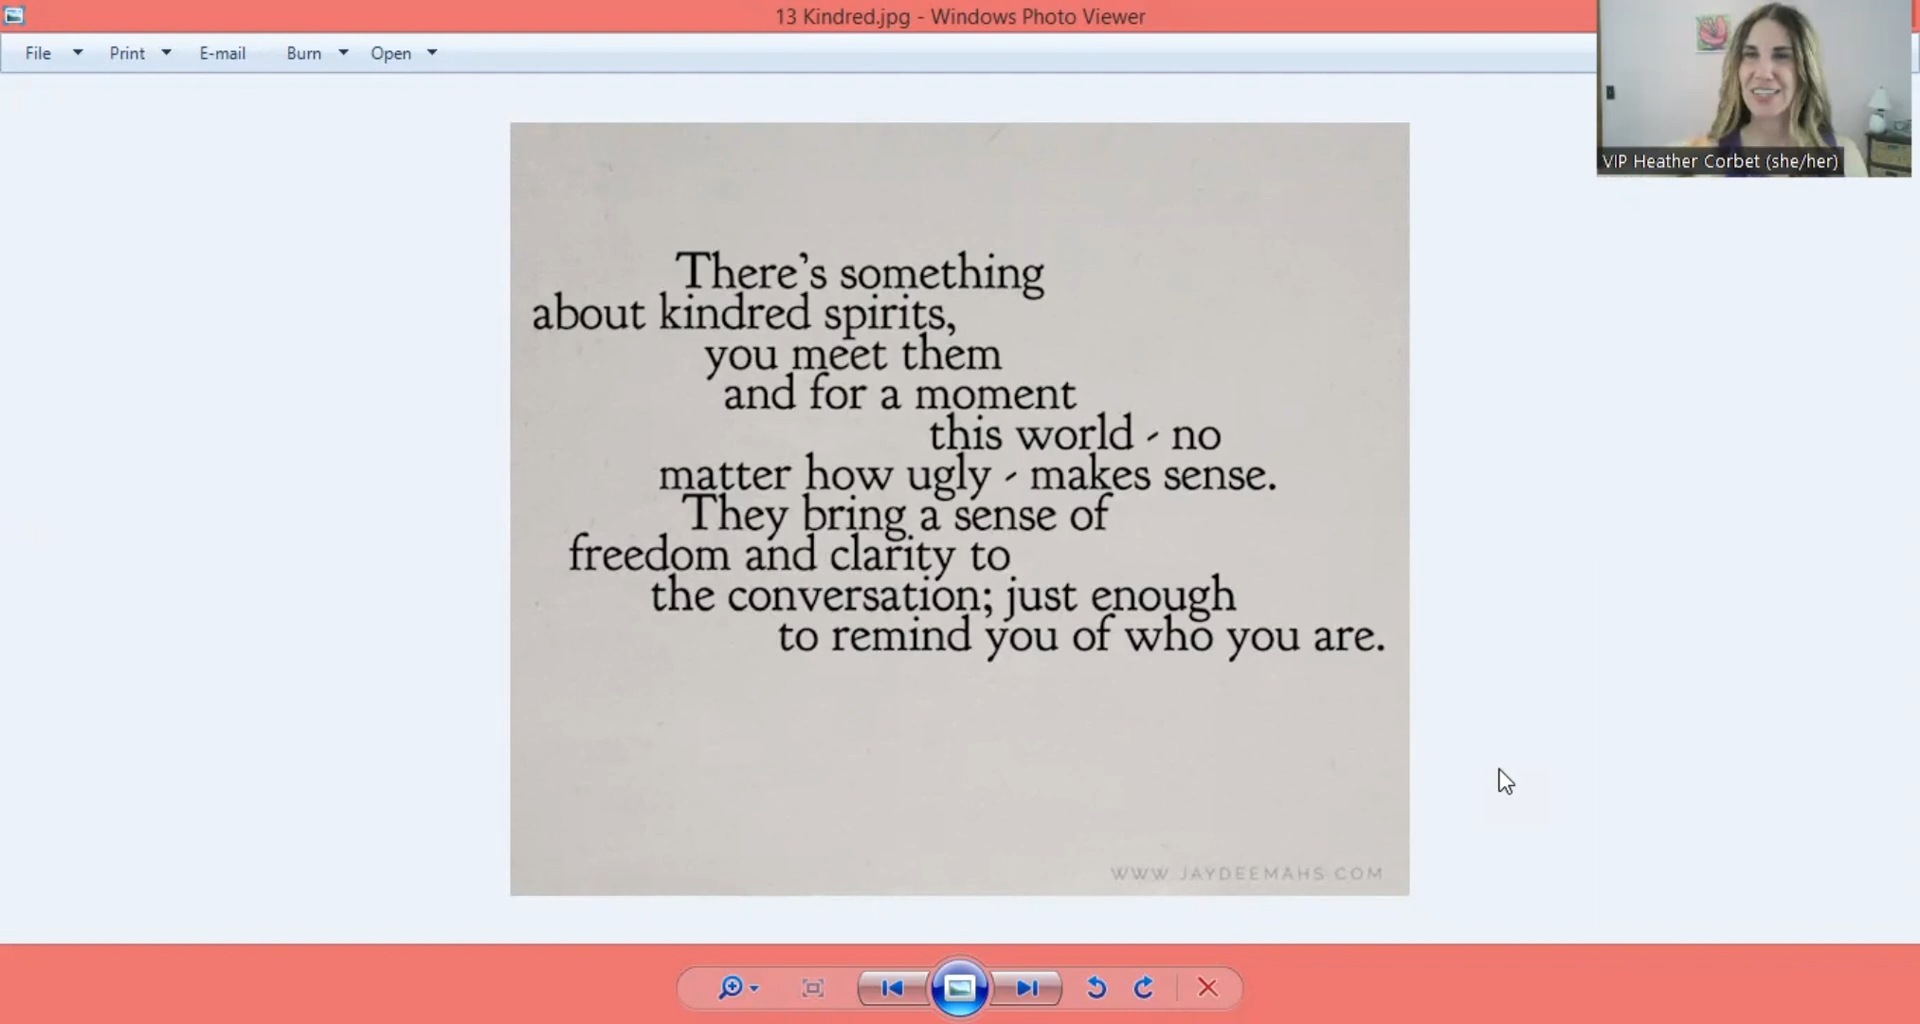 13 Kindred.jpg - Windows Photo Viewer
File Print E-mail Burn Open
VIP Heather Corbet (she/her)
There's something
about kindred spirits,
you meet them
and for a moment
this world - no
matter how ugly - makes sense.
They bring a sense of
freedom and clarity to
the conversation; just enough
to remind you of who you are.
WWW.JAYDEEMAHS.COM